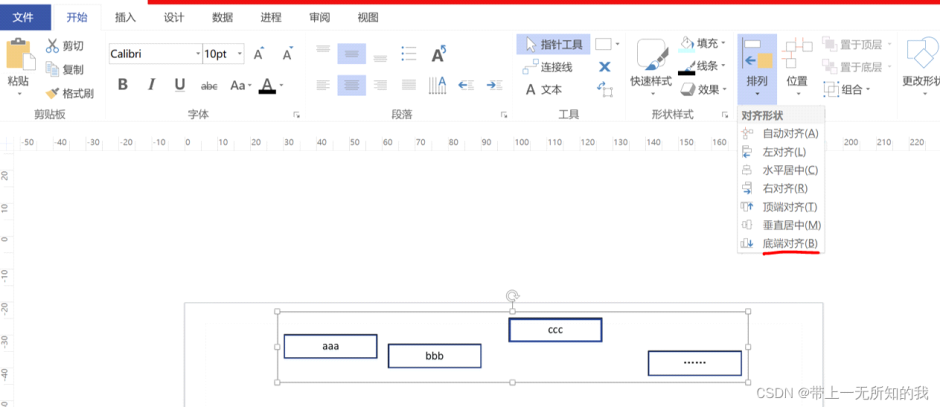 文件 开始 插入 设计 数据 进程 审阅 视图
剪切 Calibri 10pt 指针工具 填充 置于顶层
粘贴 复制 连接线 快速样式 线条 排列 位置 置于底层 更改形状
格式刷 B I U abc Aa A A 文本 效果 组合
剪贴板 字体 段落 工具 形状样式 对齐形状
自动对齐(A)
-50 -40 -30 -20 -10 0 10 20 30 40 50 60 70 80 90 100 110 120 130 140 150 160 200 210 220
左对齐(L)
水平居中(C)
右对齐(R)
顶端对齐(T)
垂直居中(M)
底端对齐(B)
20
10
0
-10
-20
-30
-40
ccc
aaa
bbb
......
CSDN @带上一无所知的我